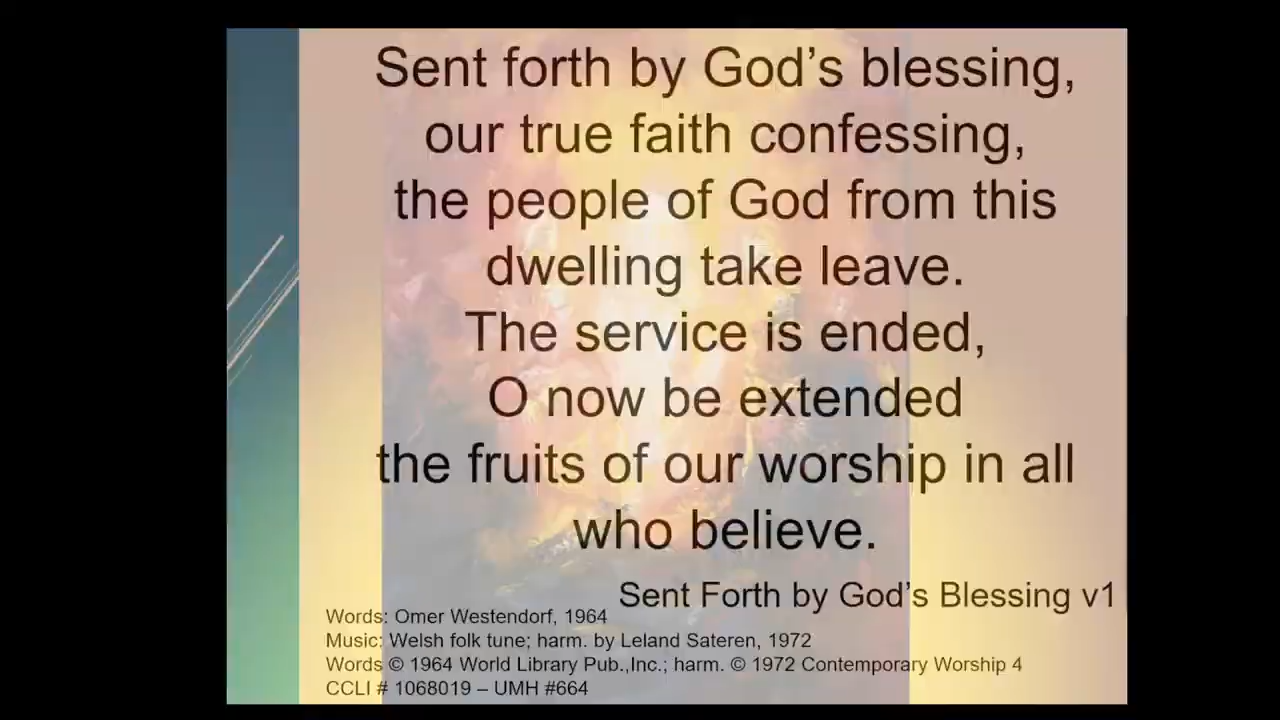 Sent forth by God’s blessing,
our true faith confessing,
the people of God from this
dwelling take leave.
The service is ended,
O now be extended
the fruits of our worship in all
who believe.
Sent Forth by God’s Blessing v1
Words: Omer Westendorf, 1964
Music: Welsh folk tune; harm. by Leland Sateren, 1972
Words © 1964 World Library Pub.,Inc.; harm. © 1972 Contemporary Worship 4
CCLI # 1068019 – UMH #664